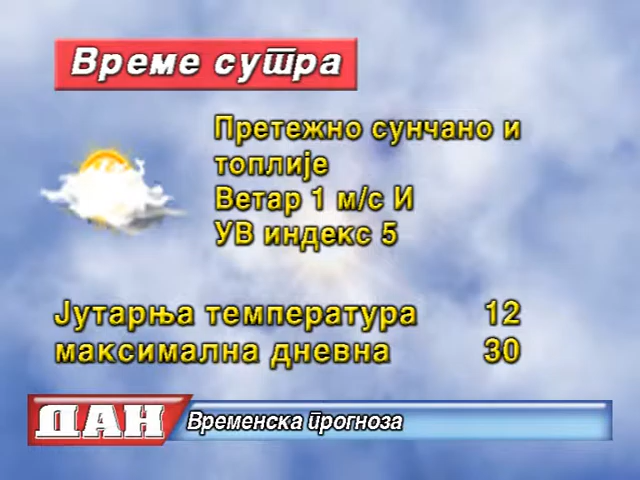 Време сутра
Претежно сунчано и
топлије
Ветар 1 м/с И
УВ индекс 5
Јутарња температура 12
максимална дневна 30
ДАН
Временска прогноза